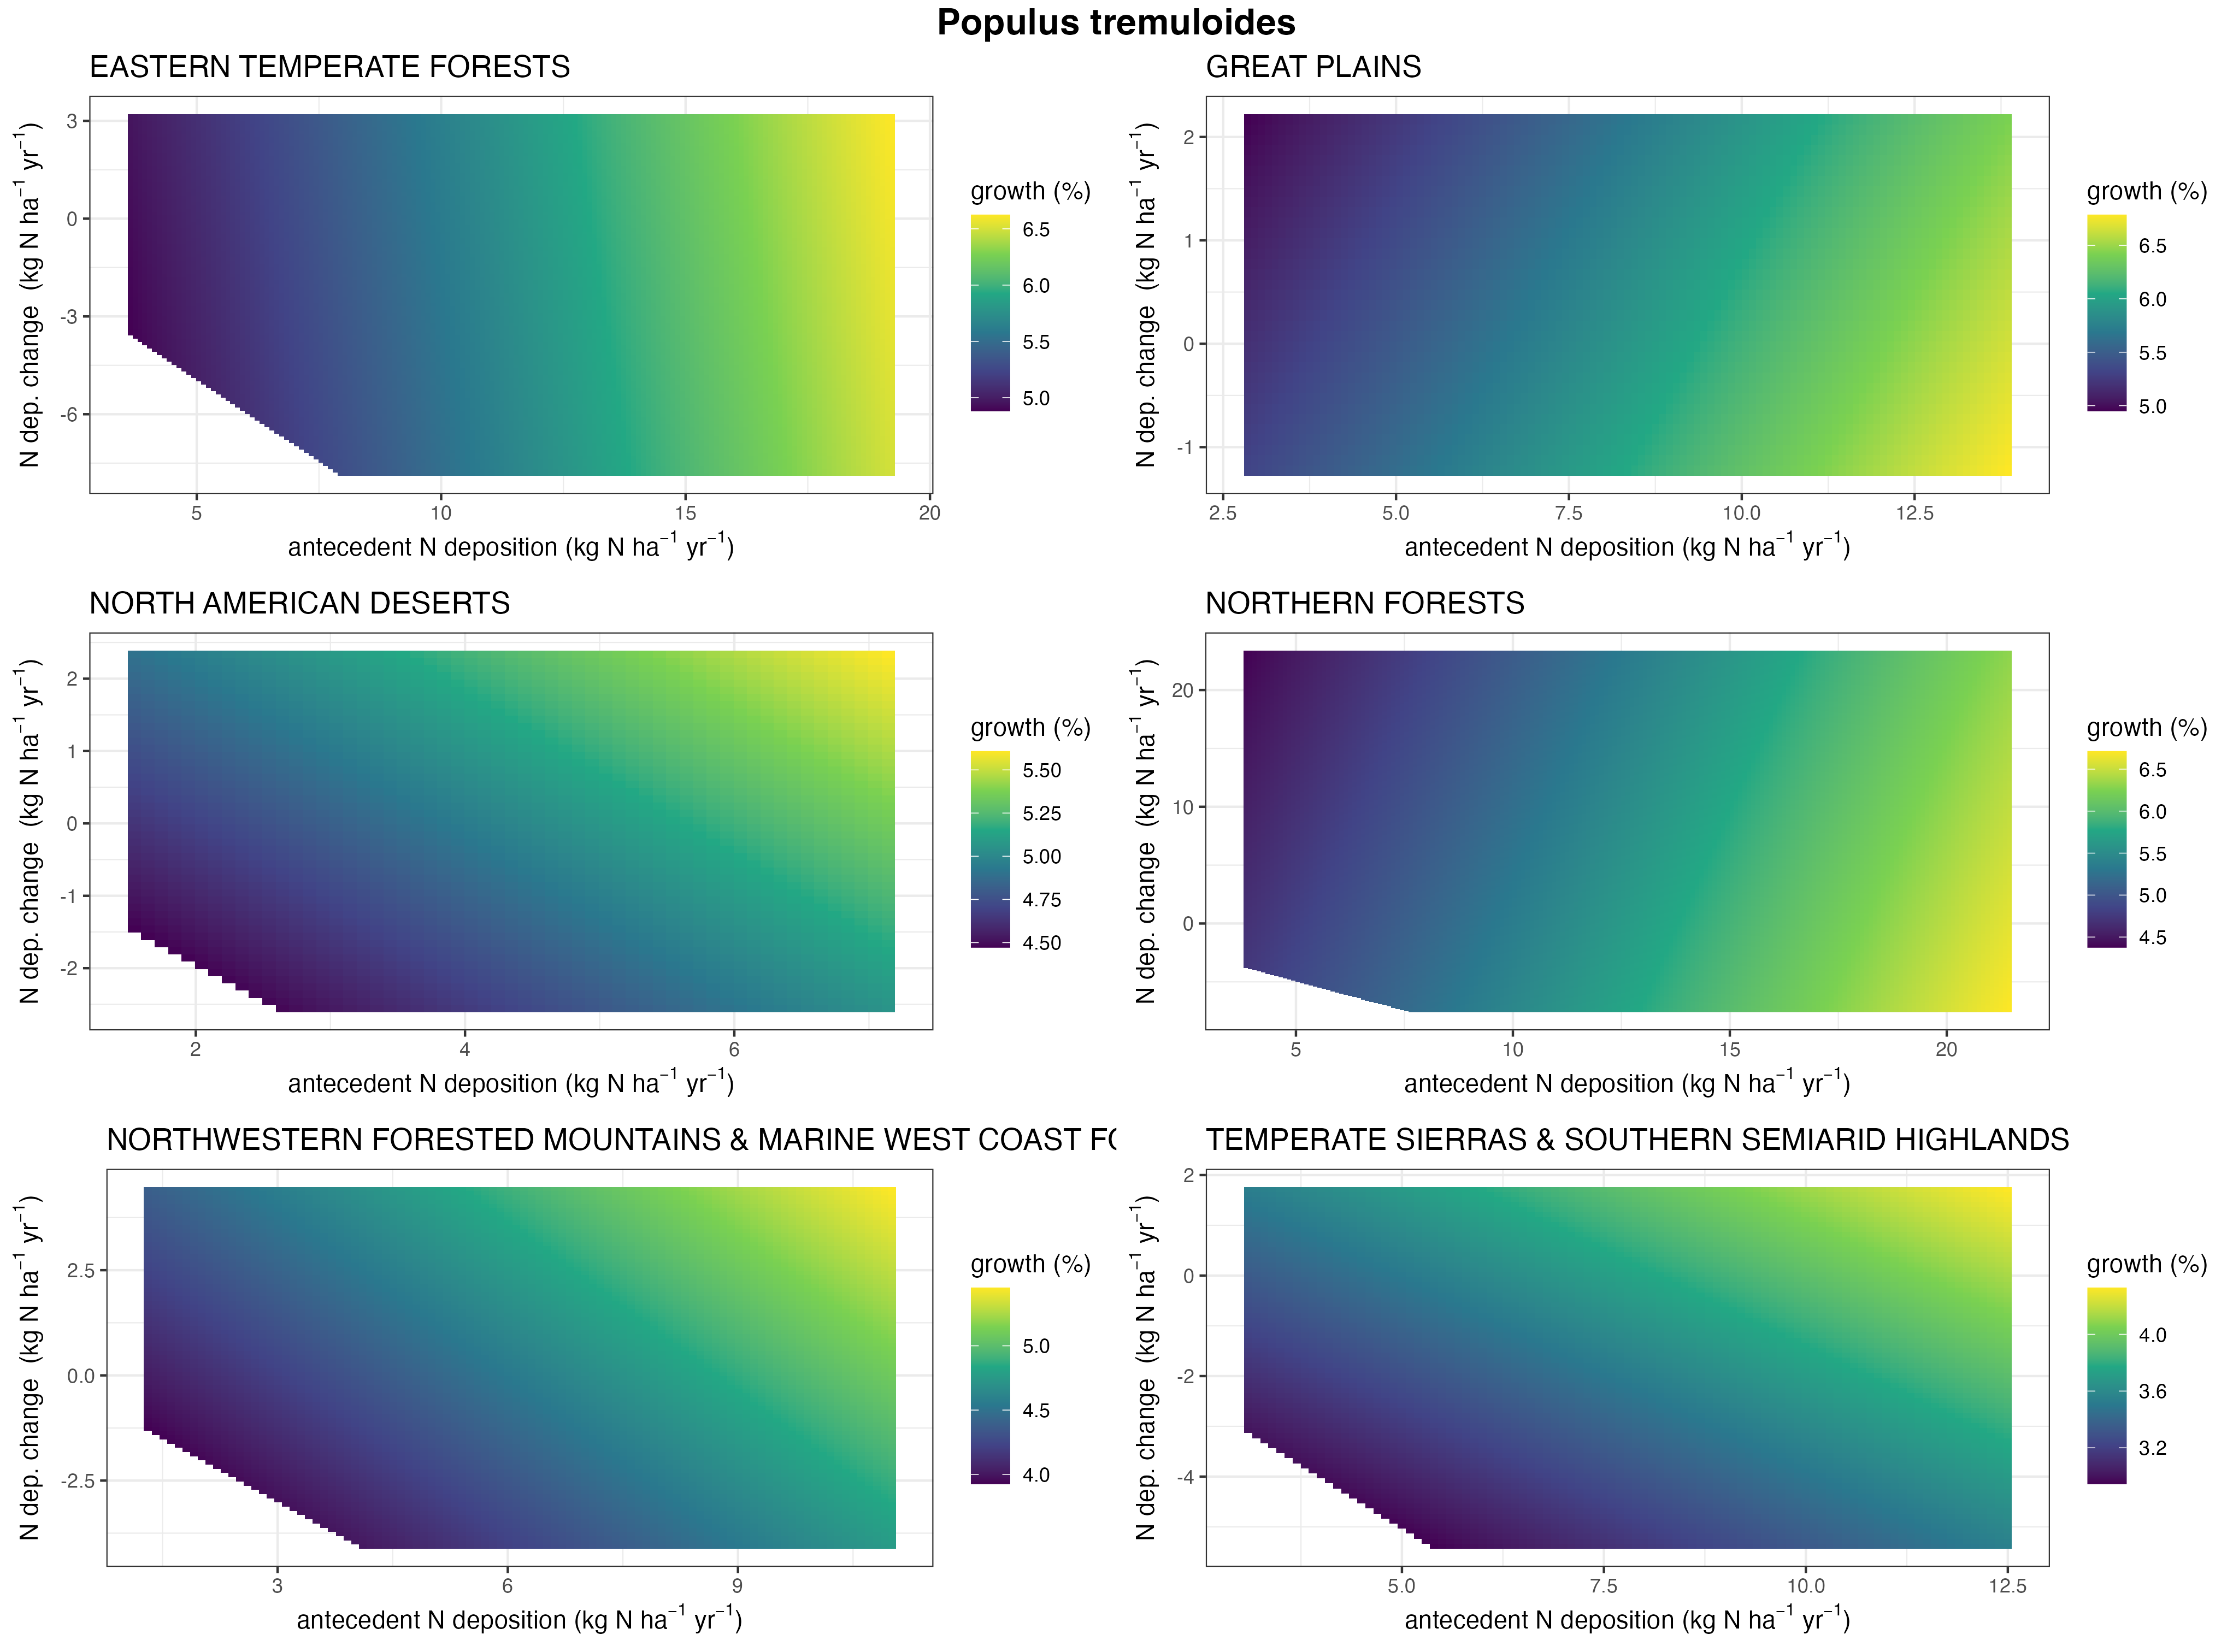 Populus tremuloides
EASTERN TEMPERATE FORESTS
N dep. change (kg N ha⁻¹ yr⁻¹)
3
0
-3
-6
5 10 15 20
antecedent N deposition (kg N ha⁻¹ yr⁻¹)
growth (%)
6.5
6.0
5.5
5.0
GREAT PLAINS
N dep. change (kg N ha⁻¹ yr⁻¹)
2
1
0
-1
2.5 5.0 7.5 10.0 12.5
antecedent N deposition (kg N ha⁻¹ yr⁻¹)
growth (%)
6.5
6.0
5.5
5.0
NORTH AMERICAN DESERTS
N dep. change (kg N ha⁻¹ yr⁻¹)
2
1
0
-1
-2
2 4 6
antecedent N deposition (kg N ha⁻¹ yr⁻¹)
growth (%)
5.50
5.25
5.00
4.75
4.50
NORTHERN FORESTS
N dep. change (kg N ha⁻¹ yr⁻¹)
20
10
0
5 10 15 20
antecedent N deposition (kg N ha⁻¹ yr⁻¹)
growth (%)
6.5
6.0
5.5
5.0
4.5
NORTHWESTERN FORESTED MOUNTAINS & MARINE WEST COAST
N dep. change (kg N ha⁻¹ yr⁻¹)
2.5
0.0
-2.5
3 6 9
antecedent N deposition (kg N ha⁻¹ yr⁻¹)
growth (%)
5.0
4.5
4.0
TEMPERATE SIERRAS & SOUTHERN SEMIARID HIGHLANDS
N dep. change (kg N ha⁻¹ yr⁻¹)
2
0
-2
-4
5.0 7.5 10.0 12.5
antecedent N deposition (kg N ha⁻¹ yr⁻¹)
growth (%)
4.0
3.6
3.2